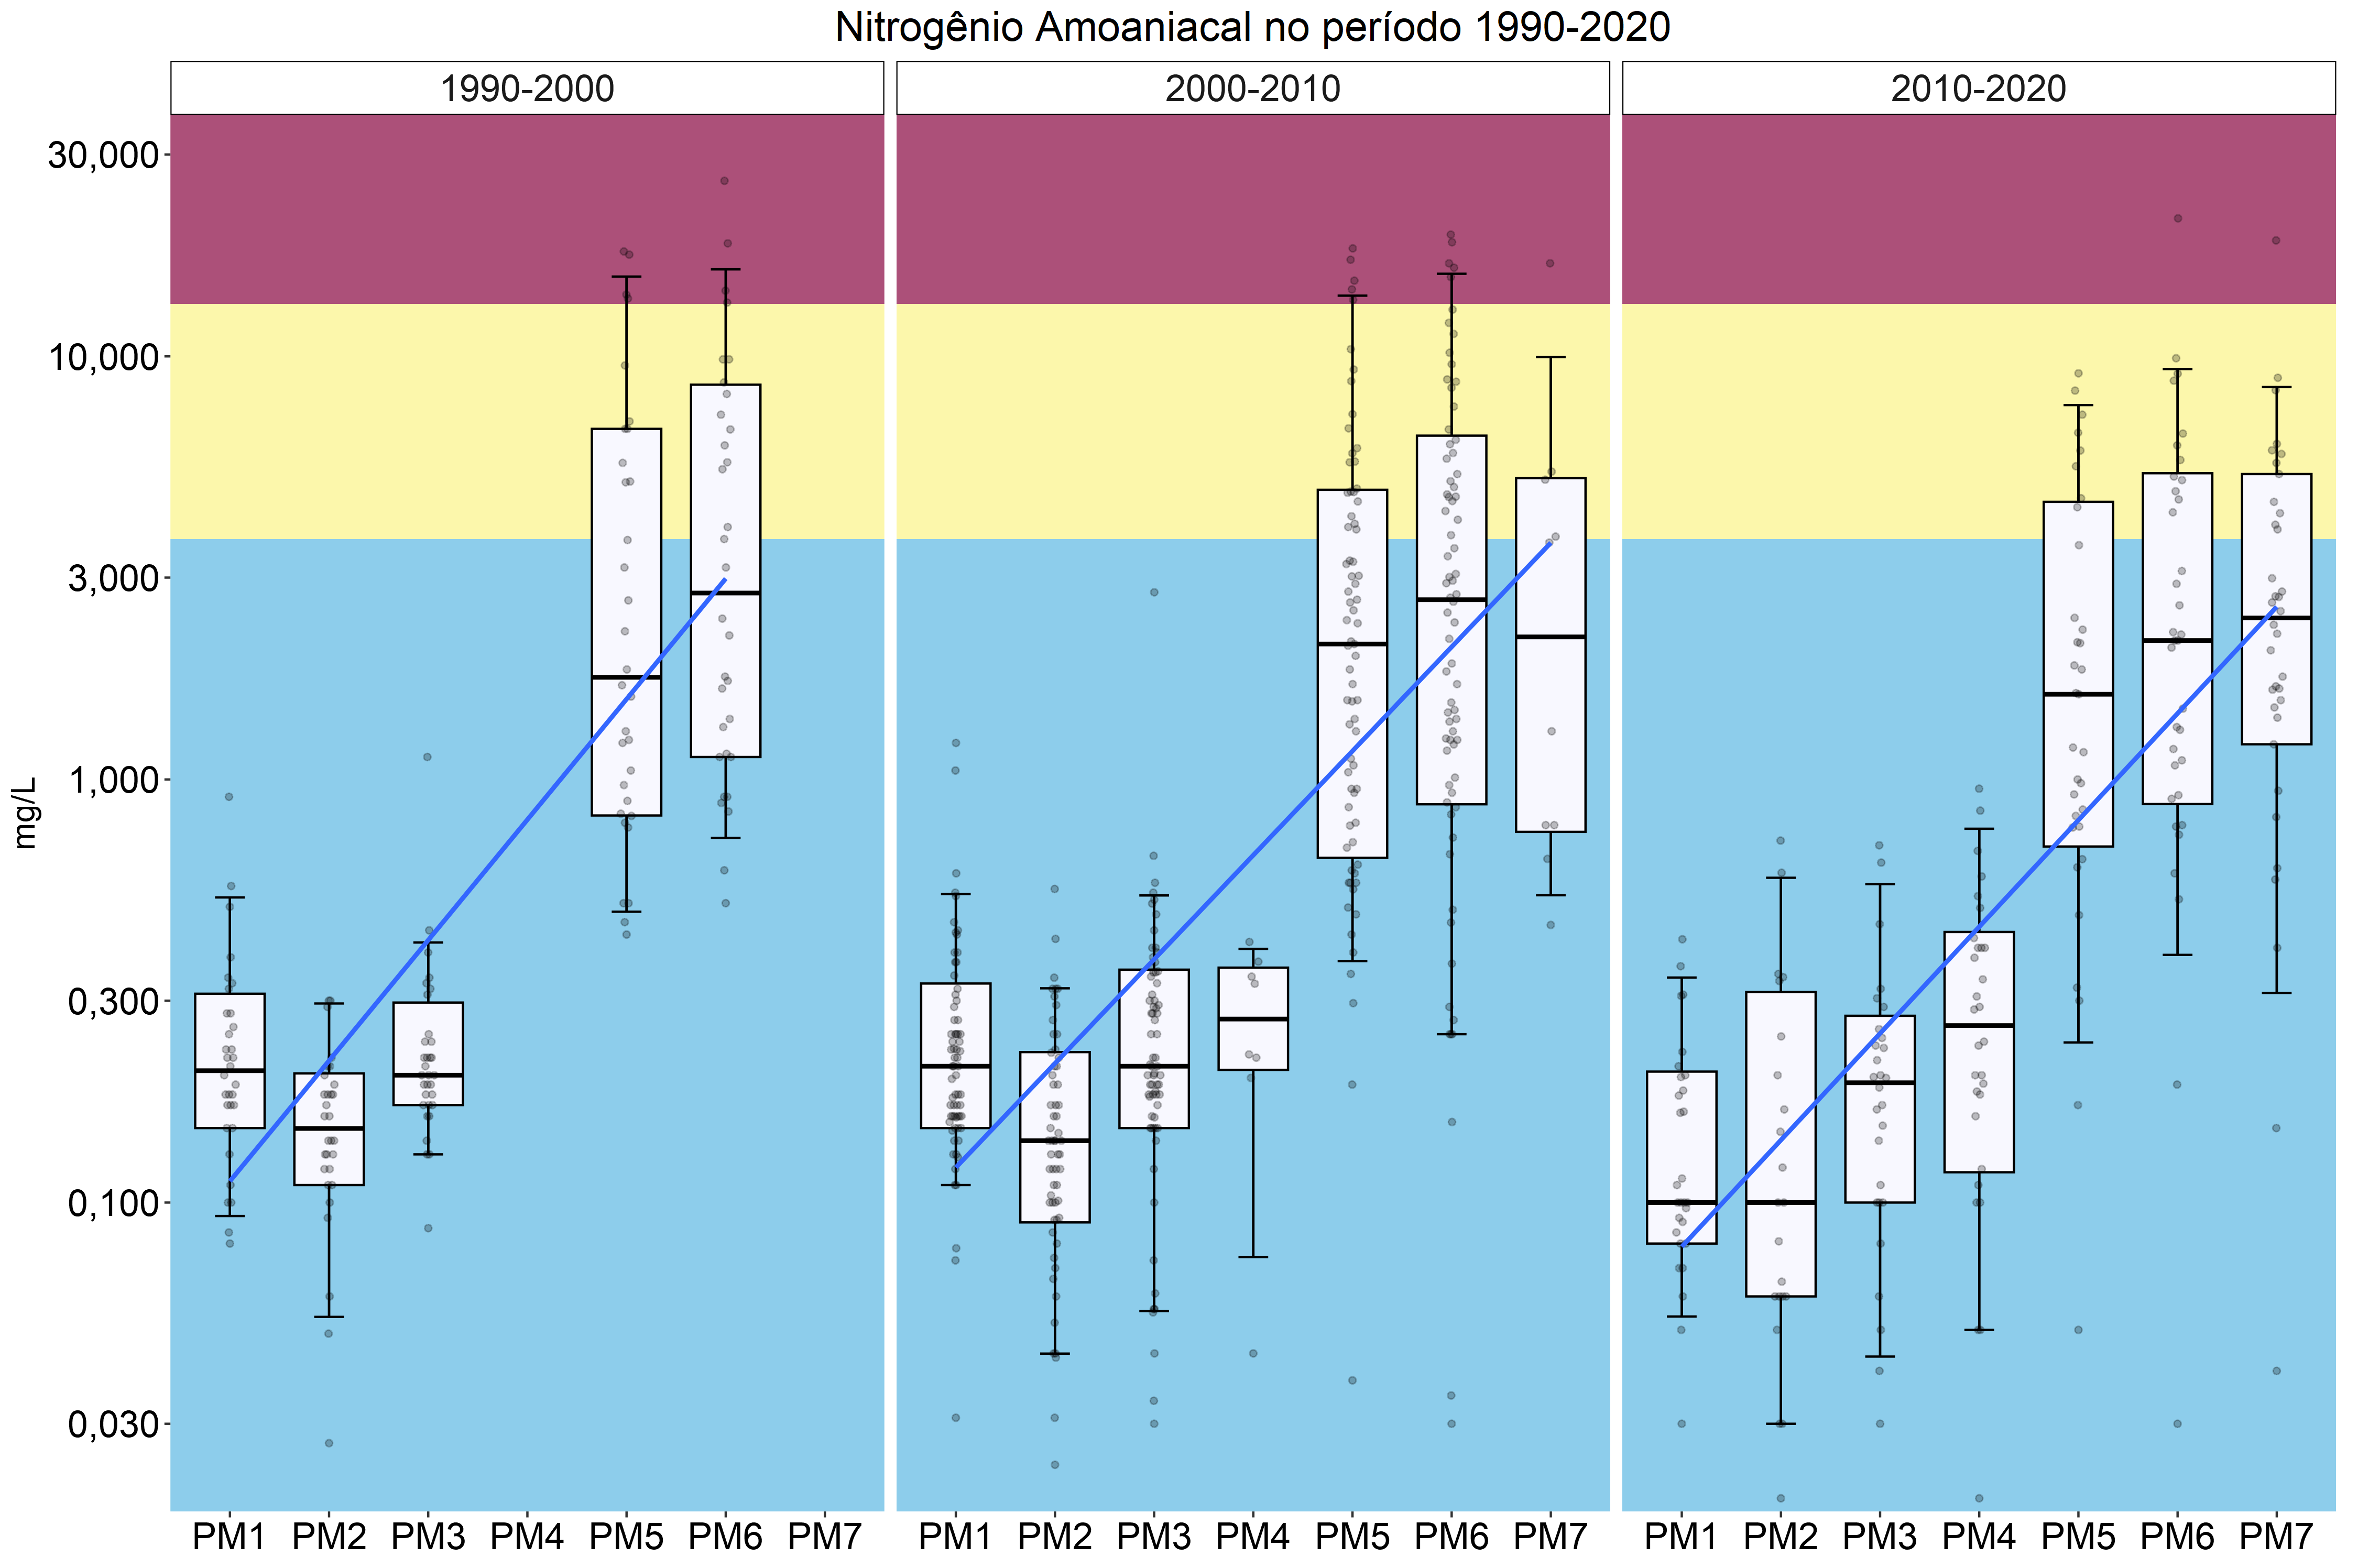 Nitrogênio Amoaniacal no período 1990-2020
1990-2000
2000-2010
2010-2020
30,000
10,000
3,000
1,000
0,300
0,100
0,030
mg/L
PM1 PM2 PM3 PM4 PM5 PM6 PM7
PM1 PM2 PM3 PM4 PM5 PM6 PM7
PM1 PM2 PM3 PM4 PM5 PM6 PM7